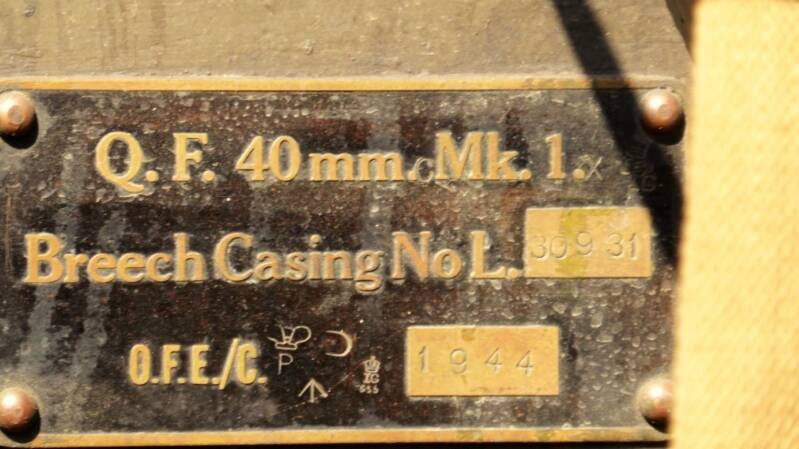 Q. F. 40 mm. Mk. 1. X
Breech Casing No L. 30931
O.F.E./C. P 1944